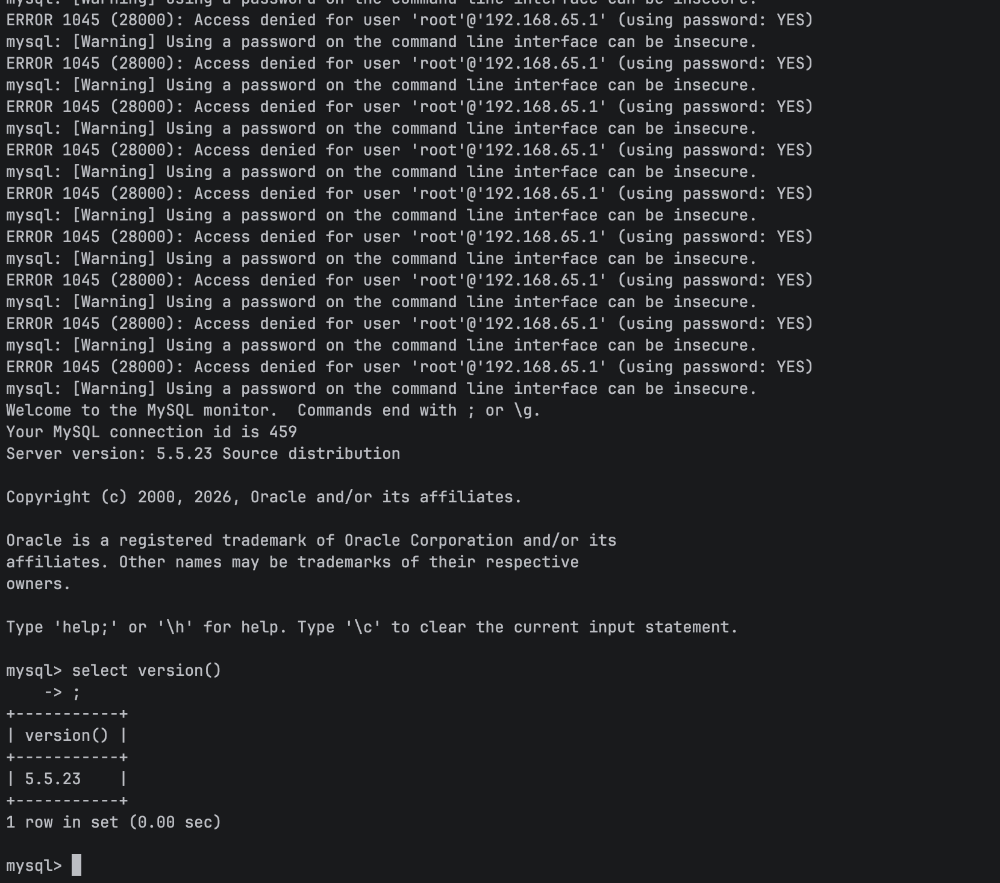 mysql: [Warning] Using a password on the command line interface can be insecure.
ERROR 1045 (28000): Access denied for user 'root'@'192.168.65.1' (using password: YES)
mysql: [Warning] Using a password on the command line interface can be insecure.
ERROR 1045 (28000): Access denied for user 'root'@'192.168.65.1' (using password: YES)
mysql: [Warning] Using a password on the command line interface can be insecure.
ERROR 1045 (28000): Access denied for user 'root'@'192.168.65.1' (using password: YES)
mysql: [Warning] Using a password on the command line interface can be insecure.
ERROR 1045 (28000): Access denied for user 'root'@'192.168.65.1' (using password: YES)
mysql: [Warning] Using a password on the command line interface can be insecure.
ERROR 1045 (28000): Access denied for user 'root'@'192.168.65.1' (using password: YES)
mysql: [Warning] Using a password on the command line interface can be insecure.
ERROR 1045 (28000): Access denied for user 'root'@'192.168.65.1' (using password: YES)
mysql: [Warning] Using a password on the command line interface can be insecure.
ERROR 1045 (28000): Access denied for user 'root'@'192.168.65.1' (using password: YES)
mysql: [Warning] Using a password on the command line interface can be insecure.
ERROR 1045 (28000): Access denied for user 'root'@'192.168.65.1' (using password: YES)
mysql: [Warning] Using a password on the command line interface can be insecure.
ERROR 1045 (28000): Access denied for user 'root'@'192.168.65.1' (using password: YES)
mysql: [Warning] Using a password on the command line interface can be insecure.
Welcome to the MySQL monitor.  Commands end with ; or \g.
Your MySQL connection id is 459
Server version: 5.5.23 Source distribution

Copyright (c) 2000, 2026, Oracle and/or its affiliates.

Oracle is a registered trademark of Oracle Corporation and/or its
affiliates. Other names may be trademarks of their respective
owners.

Type 'help;' or '\h' for help. Type '\c' to clear the current input statement.

mysql> select version()
    -> ;
+-----------+
| version() |
+-----------+
| 5.5.23    |
+-----------+
1 row in set (0.00 sec)

mysql>